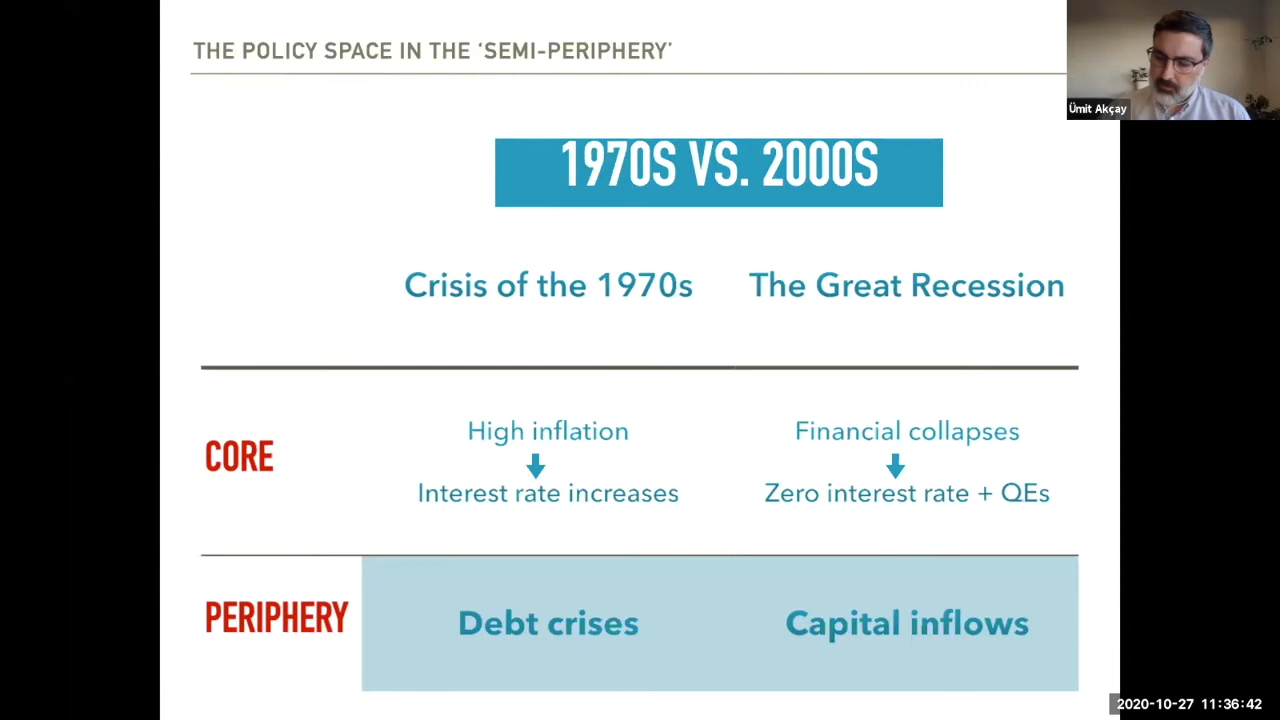 THE POLICY SPACE IN THE ‘SEMI-PERIPHERY’
Ümit Akçay
1970S VS. 2000S
Crisis of the 1970s
The Great Recession
CORE
High inflation
Interest rate increases
Financial collapses
Zero interest rate + QEs
PERIPHERY
Debt crises
Capital inflows
2020-10-27 11:36:42